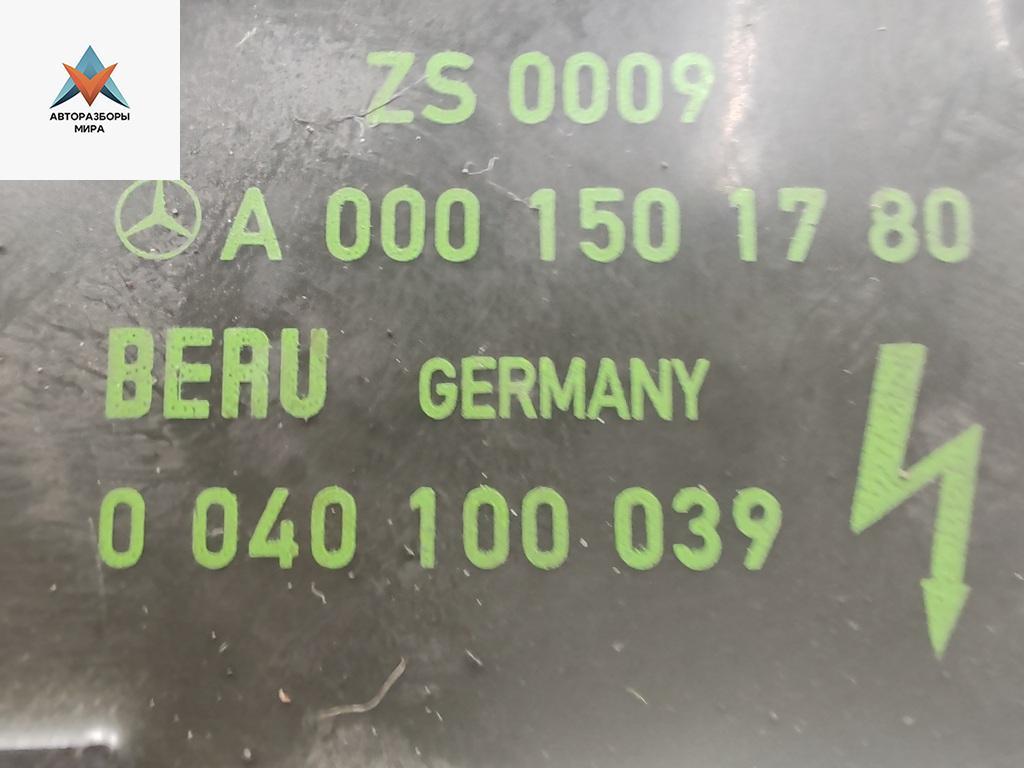 АВТОРАЗБОРЫ
МИРА
ZS 0009
A 000 150 17 80
BERU GERMANY
0 040 100 039